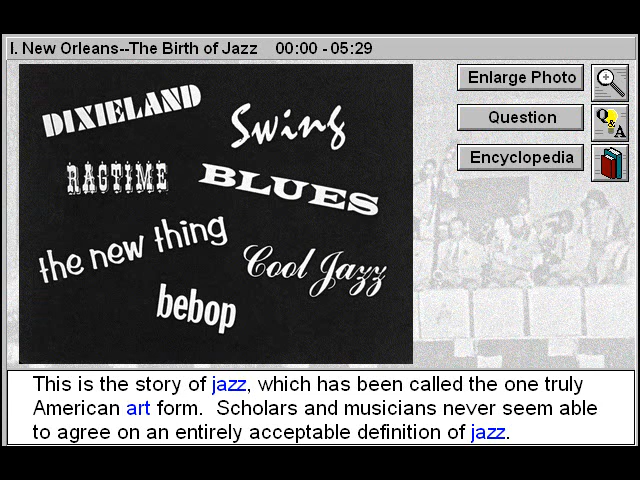 I. New Orleans--The Birth of Jazz 00:00 - 05:29
Enlarge Photo
Question
Q&A
Encyclopedia
DIXIELAND
Swing
RAGTIME
BLUES
the new thing
Cool Jazz
bebop
This is the story of jazz, which has been called the one truly
American art form. Scholars and musicians never seem able
to agree on an entirely acceptable definition of jazz.